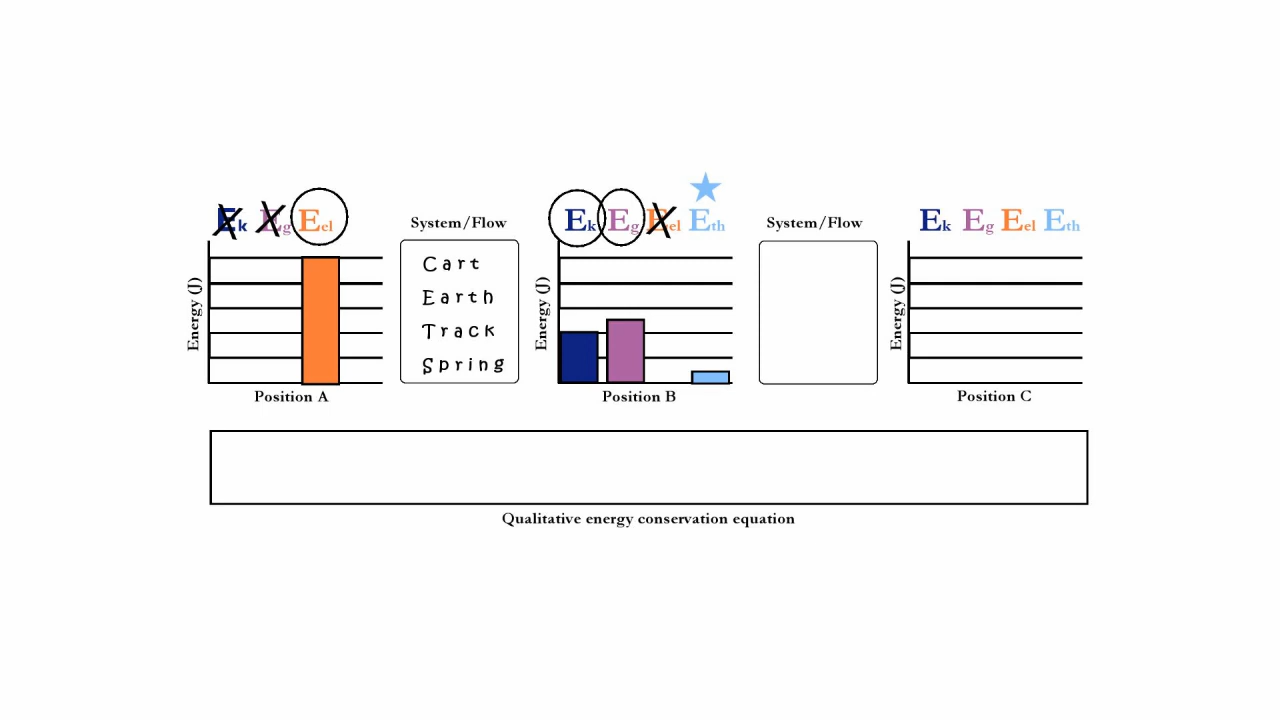 Ek Eg Eel
Energy (J)
Position A
System/Flow
Cart
Earth
Track
Spring
Ek Eg Eel Eth
Energy (J)
Position B
System/Flow
Ek Eg Eel Eth
Energy (J)
Position C
Qualitative energy conservation equation